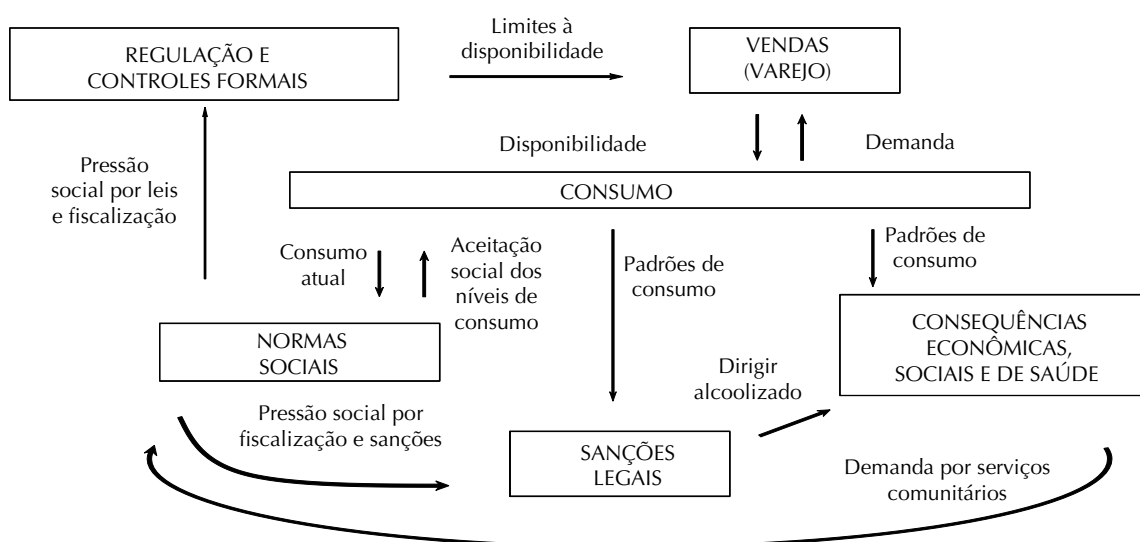 REGULAÇÃO E
CONTROLES FORMAIS
Limites à
disponibilidade
VENDAS
(VAREJO)
Pressão
social por leis
e fiscalização
Disponibilidade
Demanda
CONSUMO
Consumo
atual
Aceitação
social dos
níveis de
consumo
Padrões de
consumo
Padrões de
consumo
NORMAS
SOCIAIS
CONSEQUÊNCIAS
ECONÔMICAS,
SOCIAIS E DE SAÚDE
Dirigir
alcoolizado
Pressão social por
fiscalização e sanções
SANÇÕES
LEGAIS
Demanda por serviços
comunitários